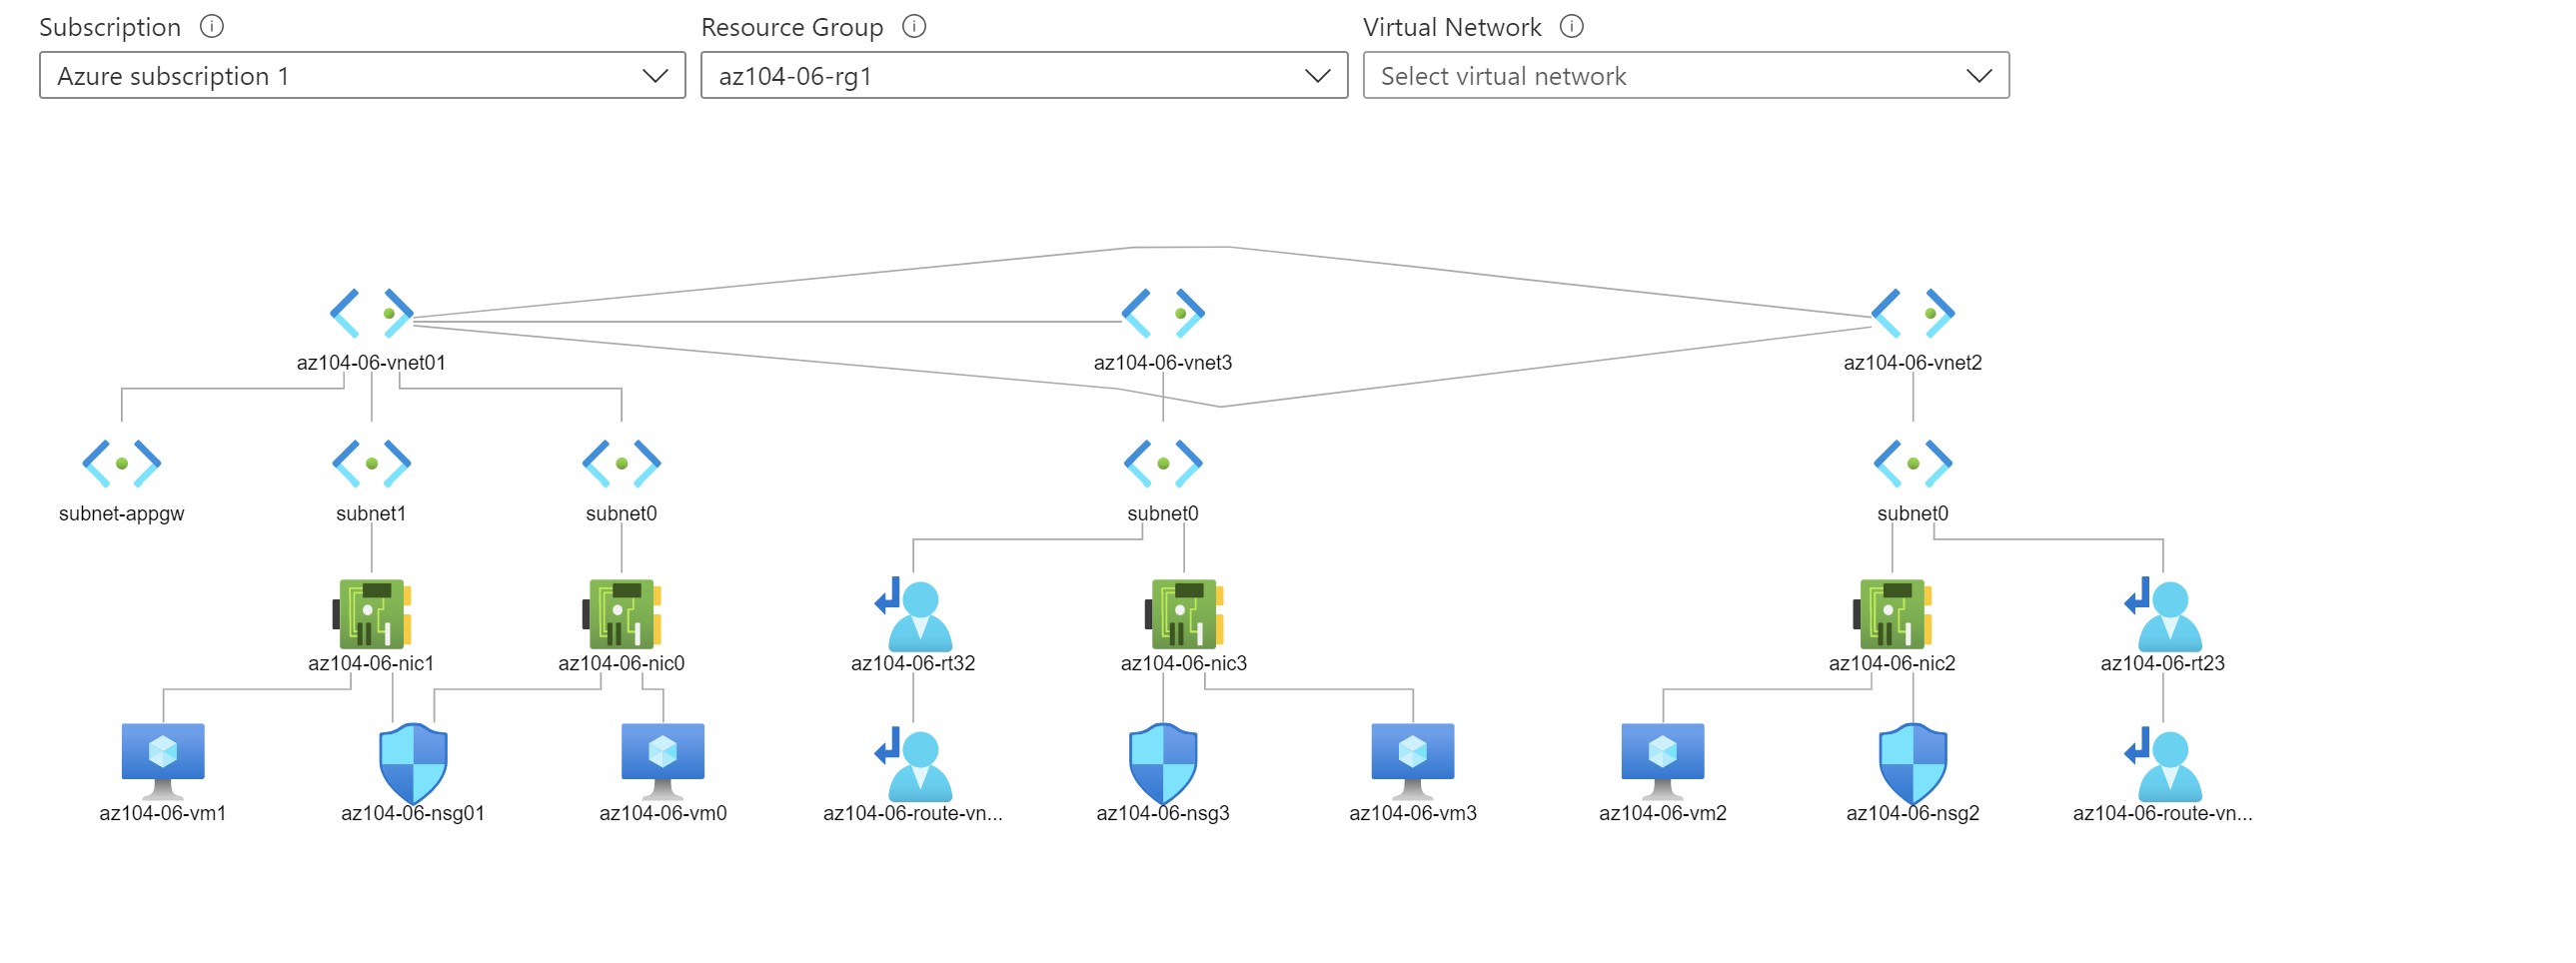 Subscription
Resource Group
Virtual Network
Azure subscription 1
az104-06-rg1
Select virtual network
az104-06-vnet01
az104-06-vnet3
az104-06-vnet2
subnet-appgw
subnet1
subnet0
subnet0
subnet0
az104-06-nic1
az104-06-nic0
az104-06-rt32
az104-06-nic3
az104-06-nic2
az104-06-rt23
az104-06-vm1
az104-06-nsg01
az104-06-vm0
az104-06-route-vn...
az104-06-nsg3
az104-06-vm3
az104-06-vm2
az104-06-nsg2
az104-06-route-vn...